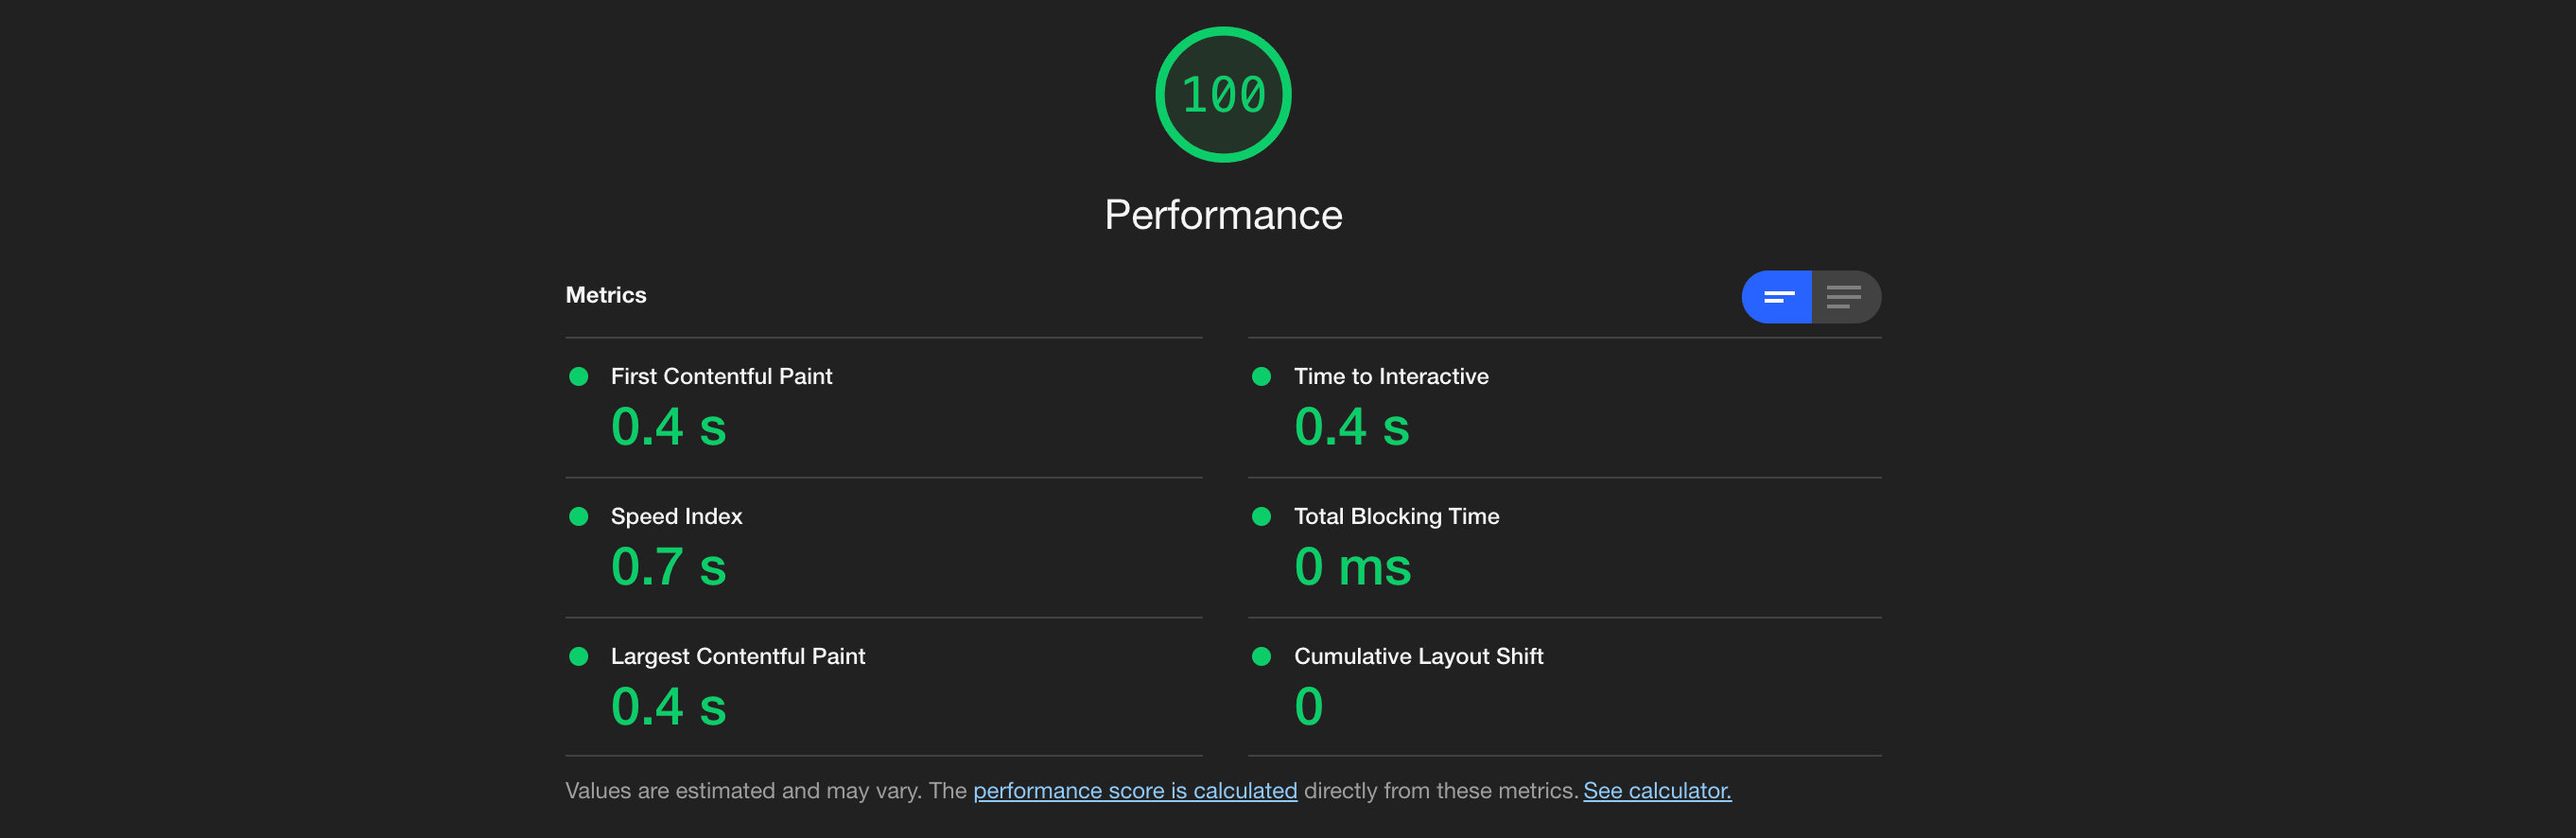 100
Performance
Metrics
First Contentful Paint
0.4 s
Time to Interactive
0.4 s
Speed Index
0.7 s
Total Blocking Time
0 ms
Largest Contentful Paint
0.4 s
Cumulative Layout Shift
0
Values are estimated and may vary. The performance score is calculated directly from these metrics. See calculator.